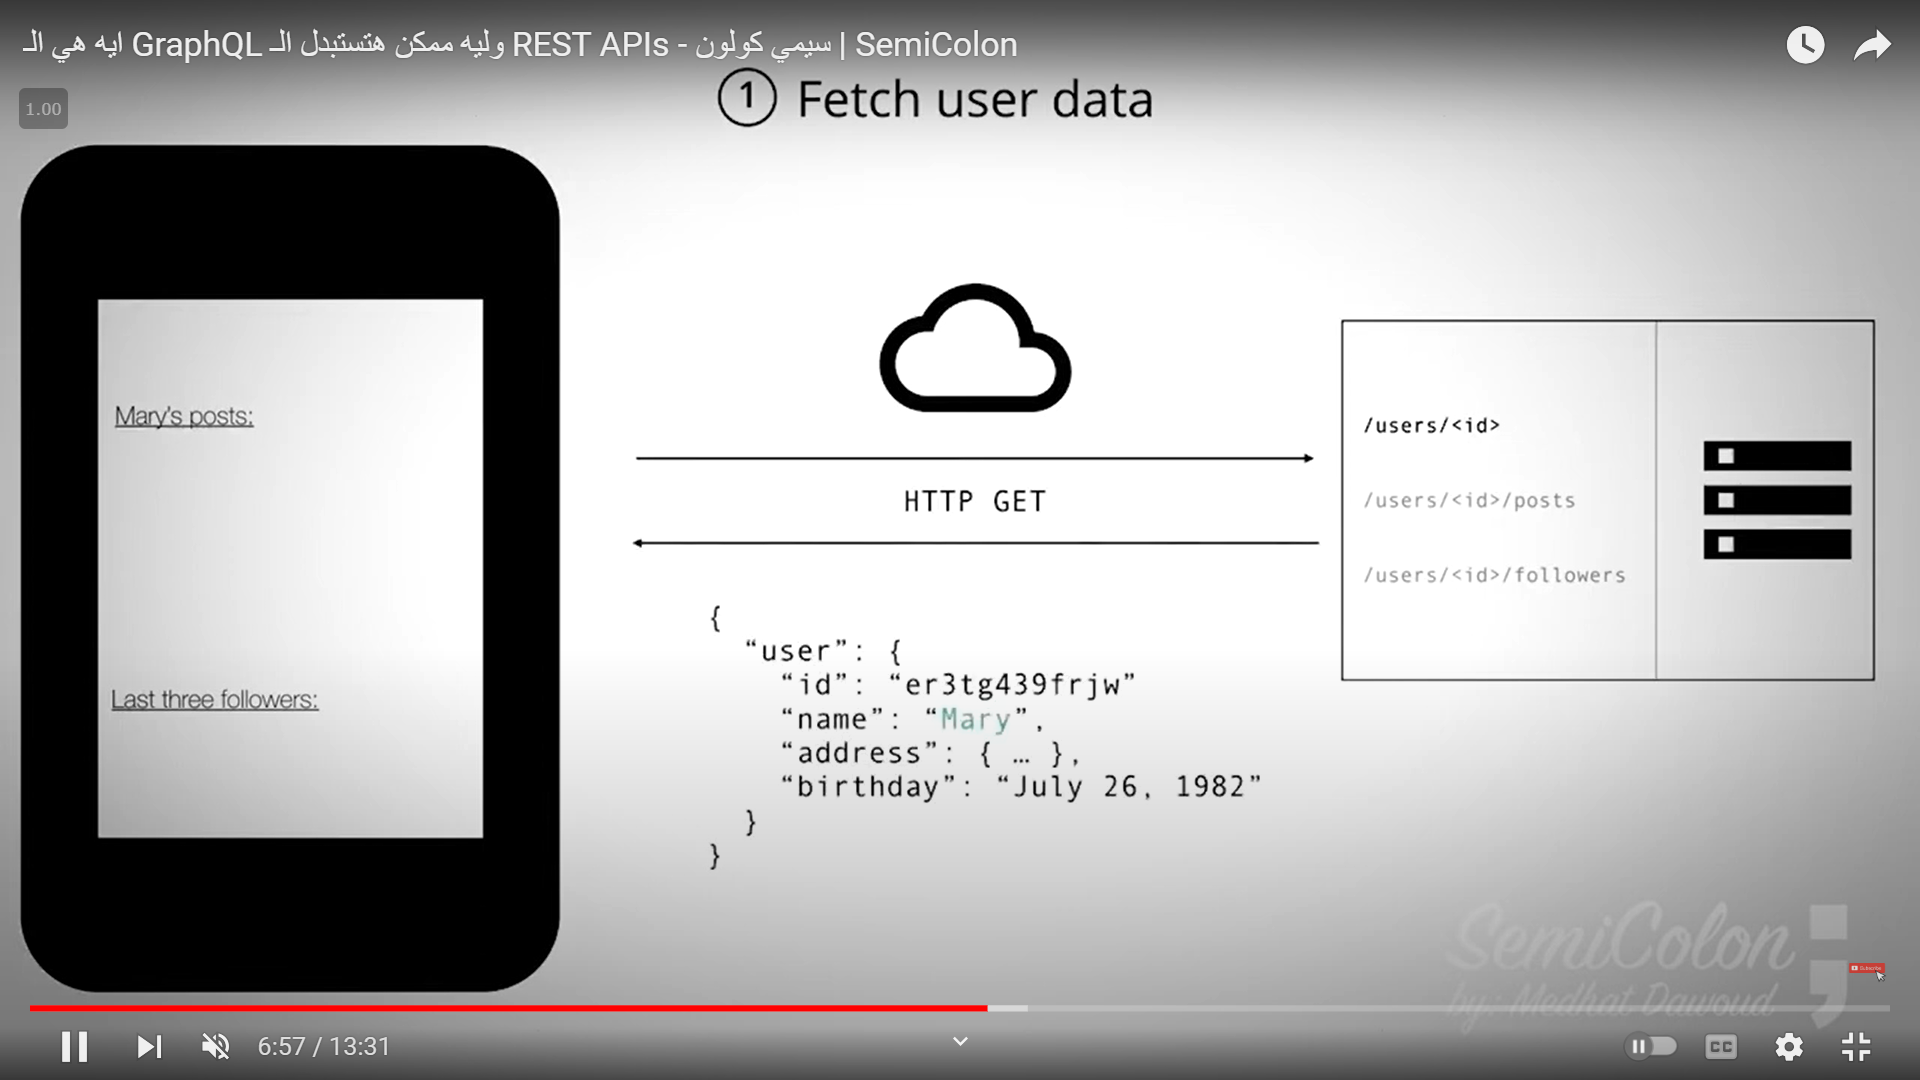 ايه هي الـ GraphQL وليه ممكن هتستبدل الـ REST APIs - سيمي كولون | SemiColon
1.00
1 Fetch user data
Mary's posts:
Last three followers:
HTTP GET
{
“user”: {
“id”: “er3tg439frjw”
“name”: “Mary”,
“address”: { … },
“birthday”: “July 26, 1982”
}
}
/users/<id>
/users/<id>/posts
/users/<id>/followers
SemiColon ;
by: Medhat Dawoud
Subscribe
6:57 / 13:31
CC